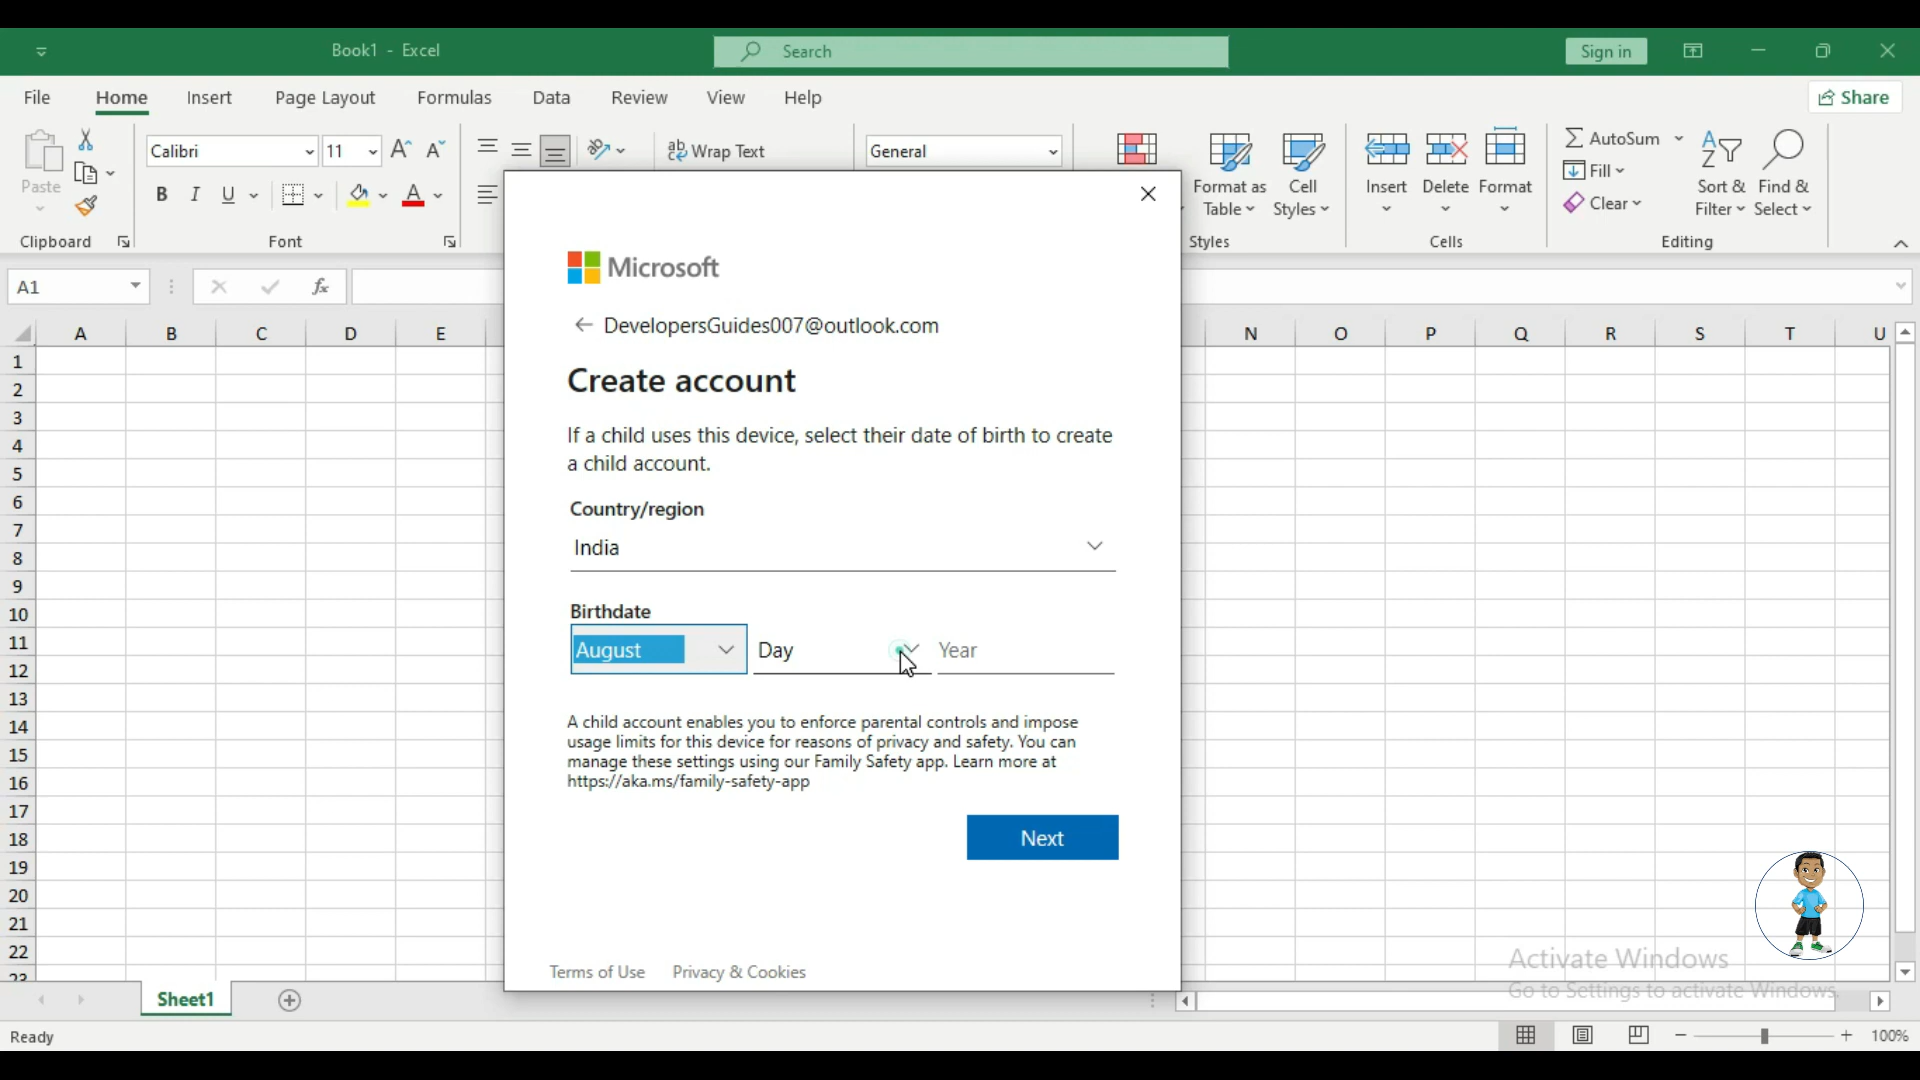 Book1 - Excel
Search
Sign in
File Home Insert Page Layout Formulas Data Review View Help
Share
Paste
Clipboard
Calibri 11
B I U
A
Font
ab Wrap Text
General
Format as Table
Cell Styles
Styles
Insert Delete Format
Cells
AutoSum
Fill
Clear
Sort & Filter
Find & Select
Editing
A1
fx
A B C D E N O P Q R S T U
1
2
3
4
5
6
7
8
9
10
11
12
13
14
15
16
17
18
19
20
21
22
23
Microsoft
DevelopersGuides007@outlook.com
Create account
If a child uses this device, select their date of birth to create
a child account.
Country/region
India
Birthdate
August Day Year
A child account enables you to enforce parental controls and impose
usage limits for this device for reasons of privacy and safety. You can
manage these settings using our Family Safety app. Learn more at
https://aka.ms/family-safety-app
Next
Terms of Use Privacy & Cookies
Activate Windows
Go to Settings to activate Windows.
Sheet1
Ready
100%